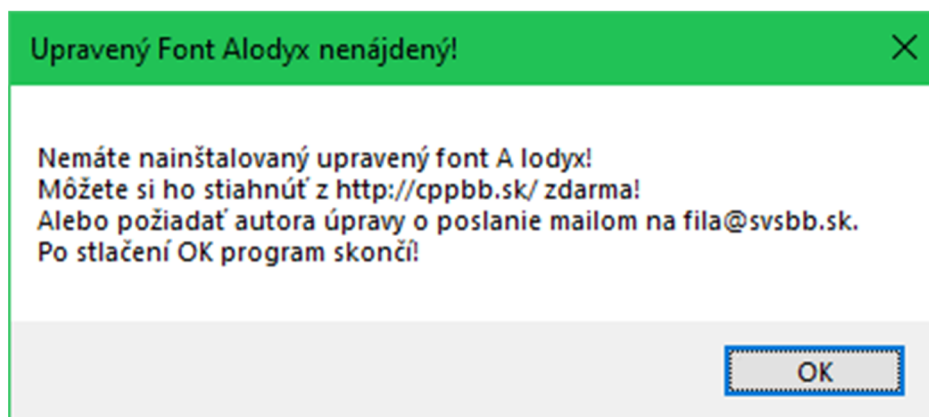 Upravený Font Alodyx nenájdený!
Nemáte nainštalovaný upravený font A lodyx!
Môžete si ho stiahnúť z http://cppbb.sk/ zdarma!
Alebo požiadať autora úpravy o poslanie mailom na fila@svsbb.sk.
Po stlačení OK program skončí!
OK